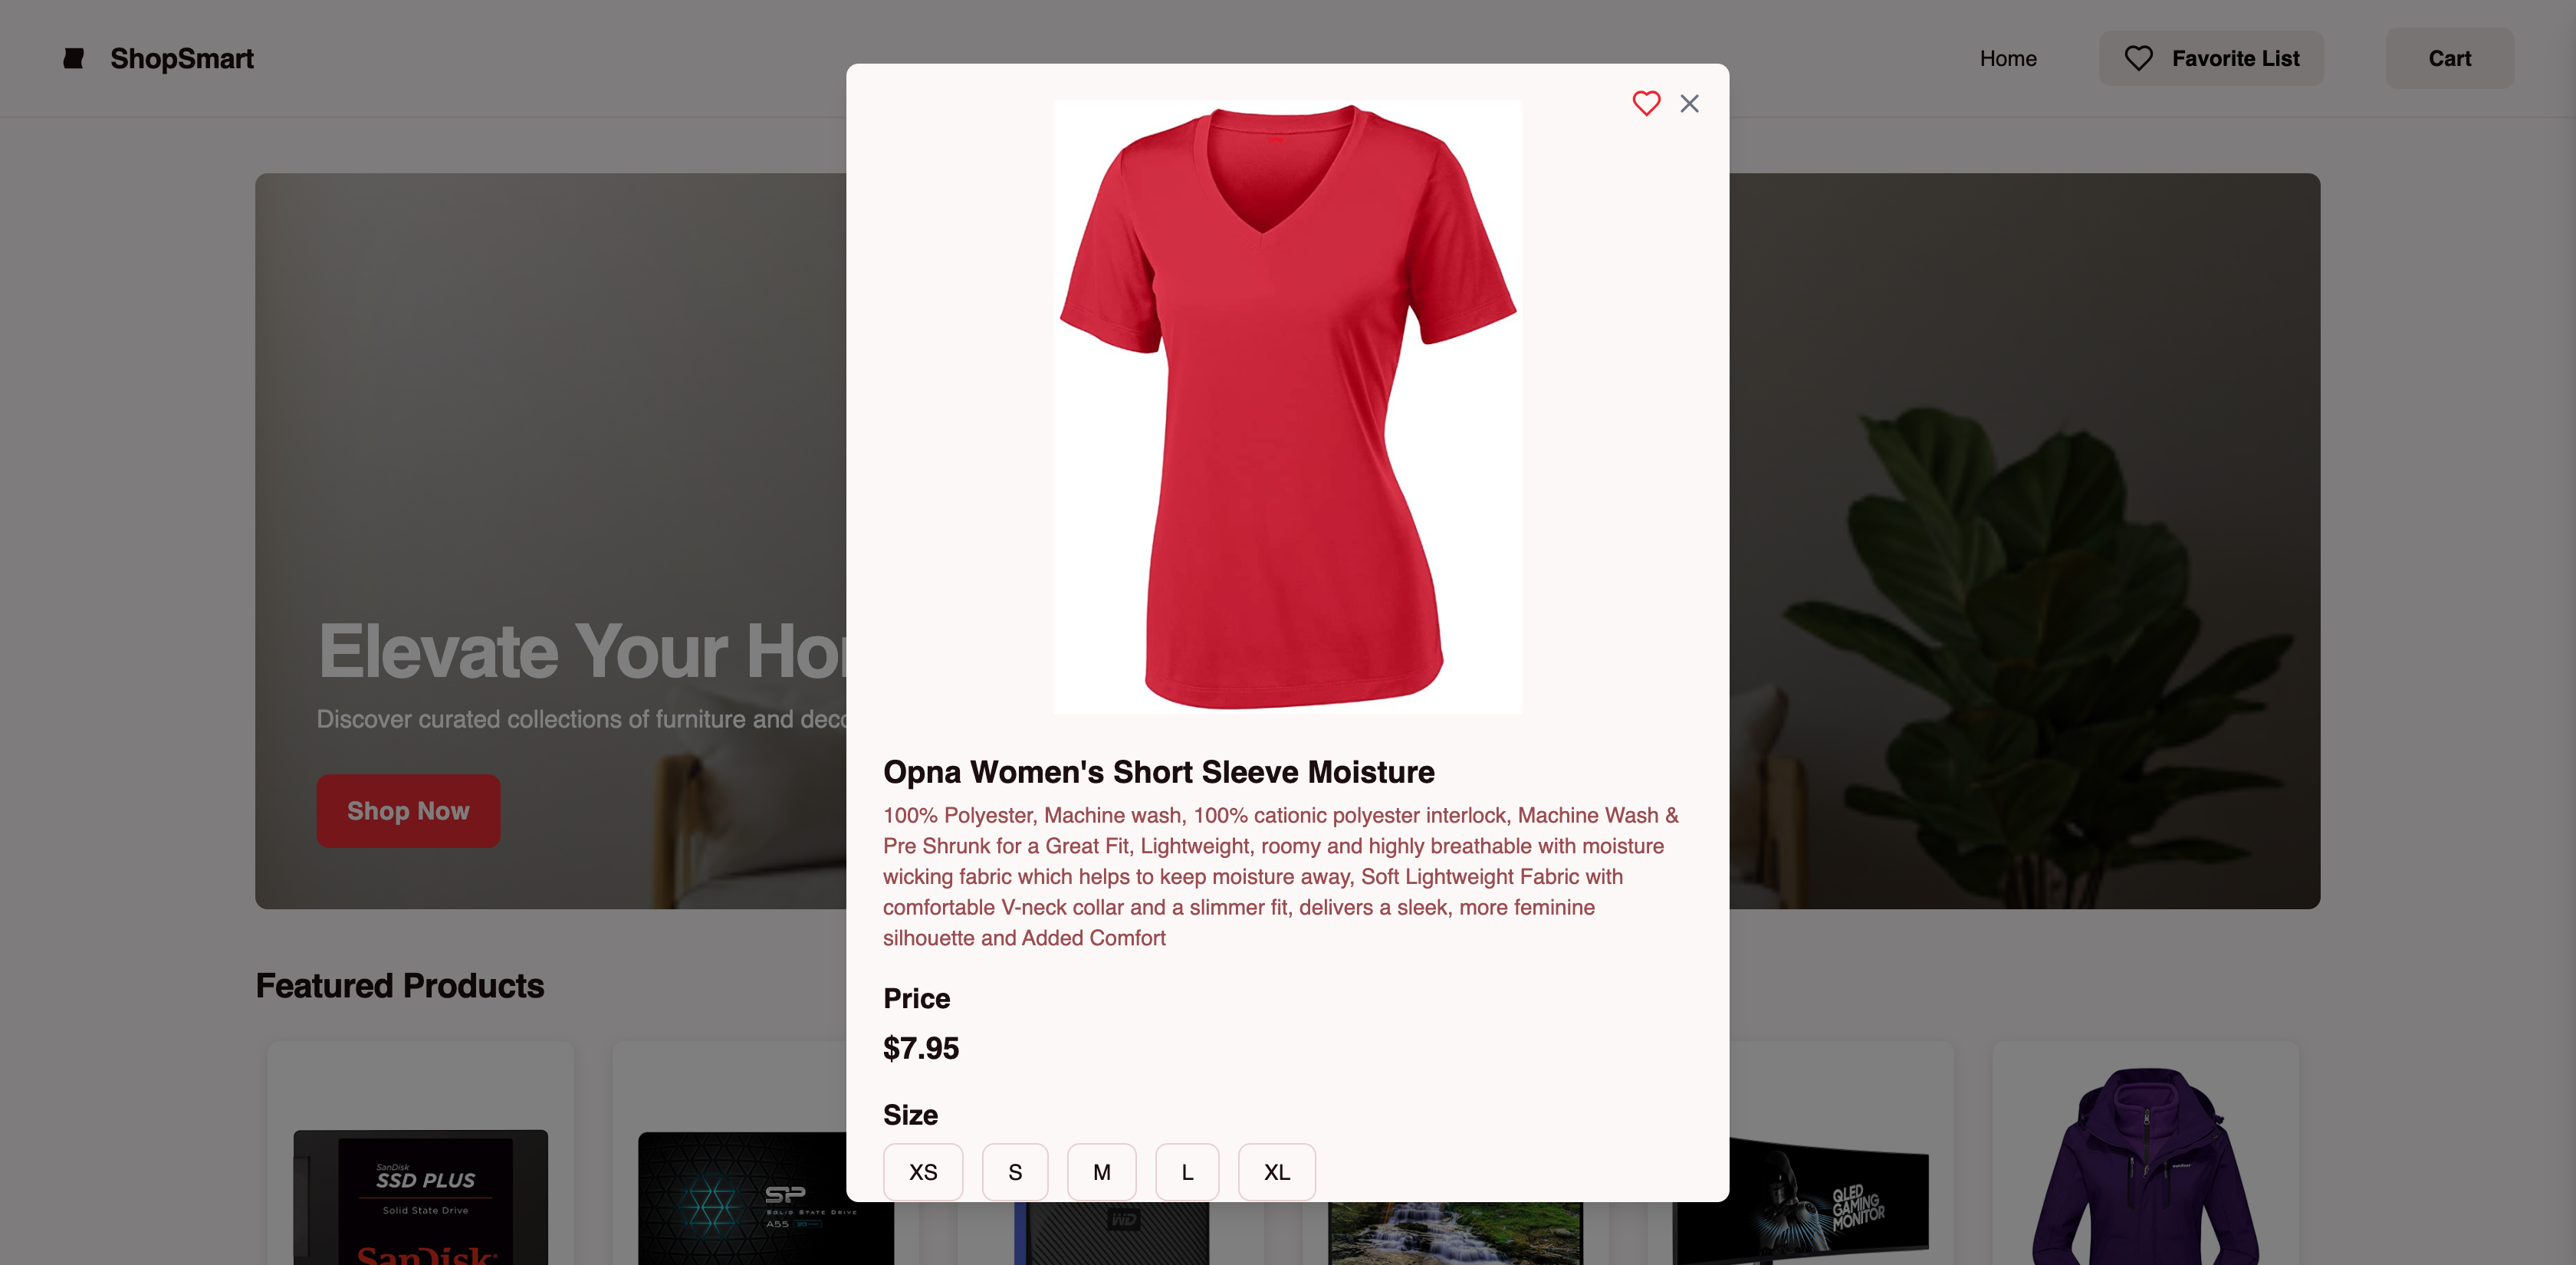 ShopSmart
Home
Favorite List
Cart
Elevate Your Ho
Discover curated collections of furniture and deco
Shop Now
Opna Women's Short Sleeve Moisture
100% Polyester, Machine wash, 100% cationic polyester interlock, Machine Wash &
Pre Shrunk for a Great Fit, Lightweight, roomy and highly breathable with moisture
wicking fabric which helps to keep moisture away, Soft Lightweight Fabric with
comfortable V-neck collar and a slimmer fit, delivers a sleek, more feminine
silhouette and Added Comfort
Price
$7.95
Size
XS
S
M
L
XL
Featured Products
SanDisk
SSD PLUS
Solid State Drive
SanDisk
SP
SOLID STATE DRIVE
A55
WD
QLED
GAMING
MONITOR